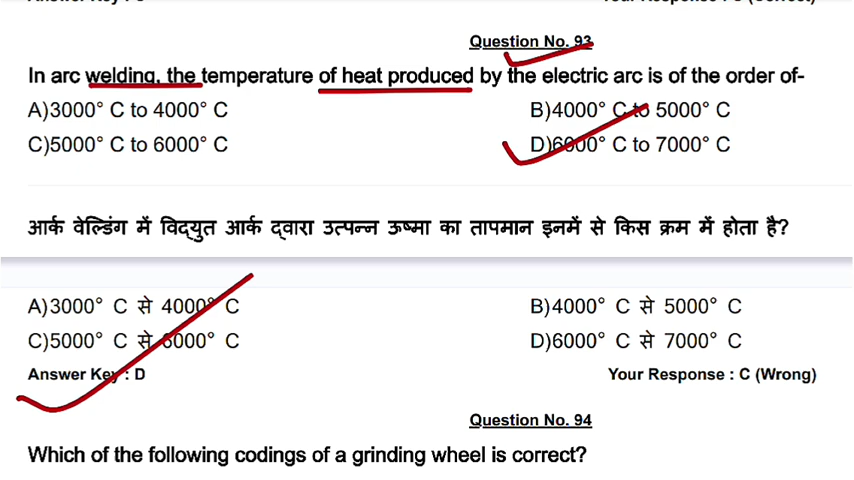 Question No. 93
In arc welding, the temperature of heat produced by the electric arc is of the order of-
A)3000° C to 4000° C
B)4000° C to 5000° C
C)5000° C to 6000° C
D)6000° C to 7000° C
आर्क वेल्डिंग में विद्युत आर्क द्वारा उत्पन्न ऊष्मा का तापमान इनमें से किस क्रम में होता है?
A)3000° C से 4000° C
B)4000° C से 5000° C
C)5000° C से 6000° C
D)6000° C से 7000° C
Answer Key : D
Your Response : C (Wrong)
Question No. 94
Which of the following codings of a grinding wheel is correct?